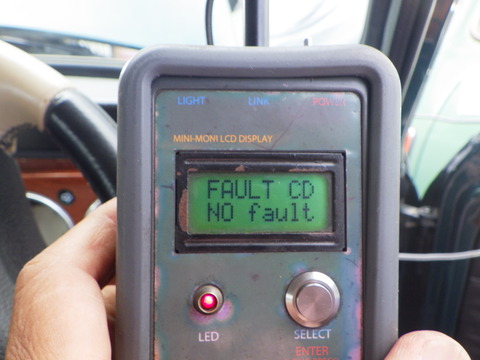 LIGHT LINK POWER
MINI-MONI LCD DISPLAY
FAULT CD
NO fault
LED SELECT
ENTER